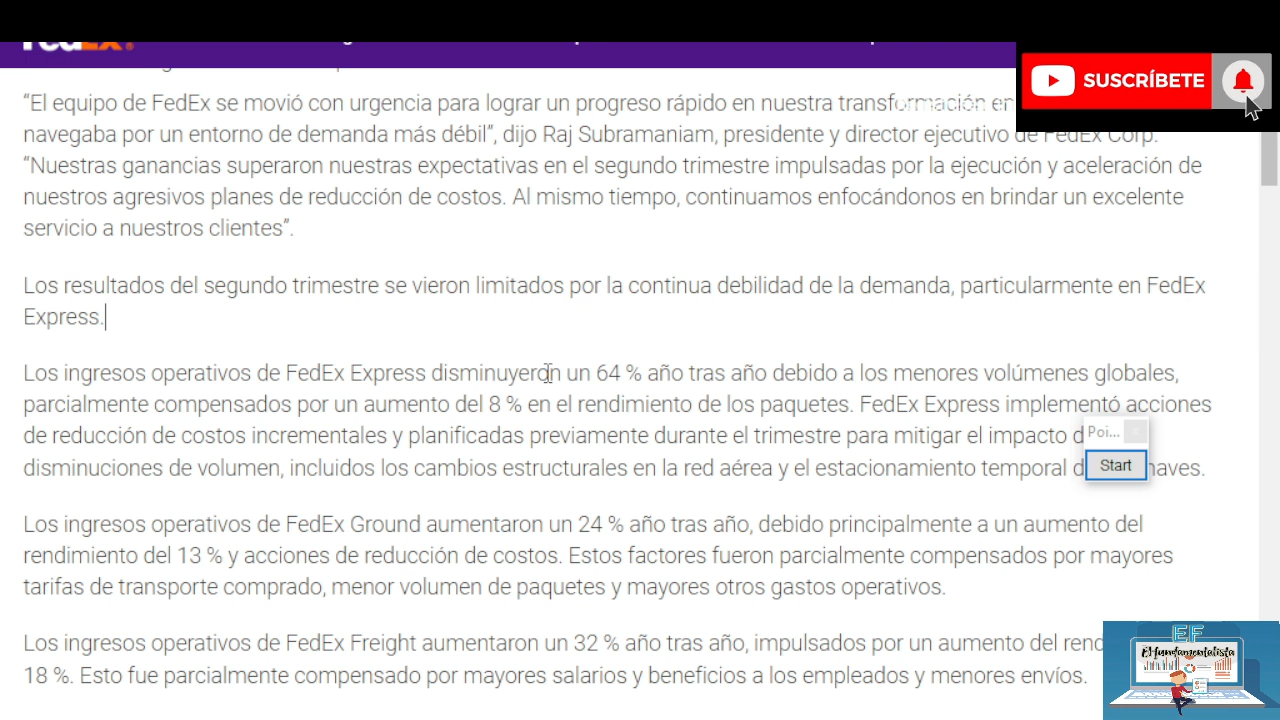 FedEx
SUSCRÍBETE
“El equipo de FedEx se movió con urgencia para lograr un progreso rápido en nuestra transformación en
navegaba por un entorno de demanda más débil”, dijo Raj Subramaniam, presidente y director ejecutivo de FedEx Corp.
“Nuestras ganancias superaron nuestras expectativas en el segundo trimestre impulsadas por la ejecución y aceleración de
nuestros agresivos planes de reducción de costos. Al mismo tiempo, continuamos enfocándonos en brindar un excelente
servicio a nuestros clientes”.
Los resultados del segundo trimestre se vieron limitados por la continua debilidad de la demanda, particularmente en FedEx
Express.
Los ingresos operativos de FedEx Express disminuyeron un 64 % año tras año debido a los menores volúmenes globales,
parcialmente compensados por un aumento del 8 % en el rendimiento de los paquetes. FedEx Express implementó acciones
de reducción de costos incrementales y planificadas previamente durante el trimestre para mitigar el impacto
Poi...
disminuciones de volumen, incluidos los cambios estructurales en la red aérea y el estacionamiento temporal
Start
Los ingresos operativos de FedEx Ground aumentaron un 24 % año tras año, debido principalmente a un aumento del
rendimiento del 13 % y acciones de reducción de costos. Estos factores fueron parcialmente compensados por mayores
tarifas de transporte comprado, menor volumen de paquetes y mayores otros gastos operativos.
Los ingresos operativos de FedEx Freight aumentaron un 32 % año tras año, impulsados por un aumento del
18 %. Esto fue parcialmente compensado por mayores salarios y beneficios a los empleados y menores envíos.
EF
El fundamentalista